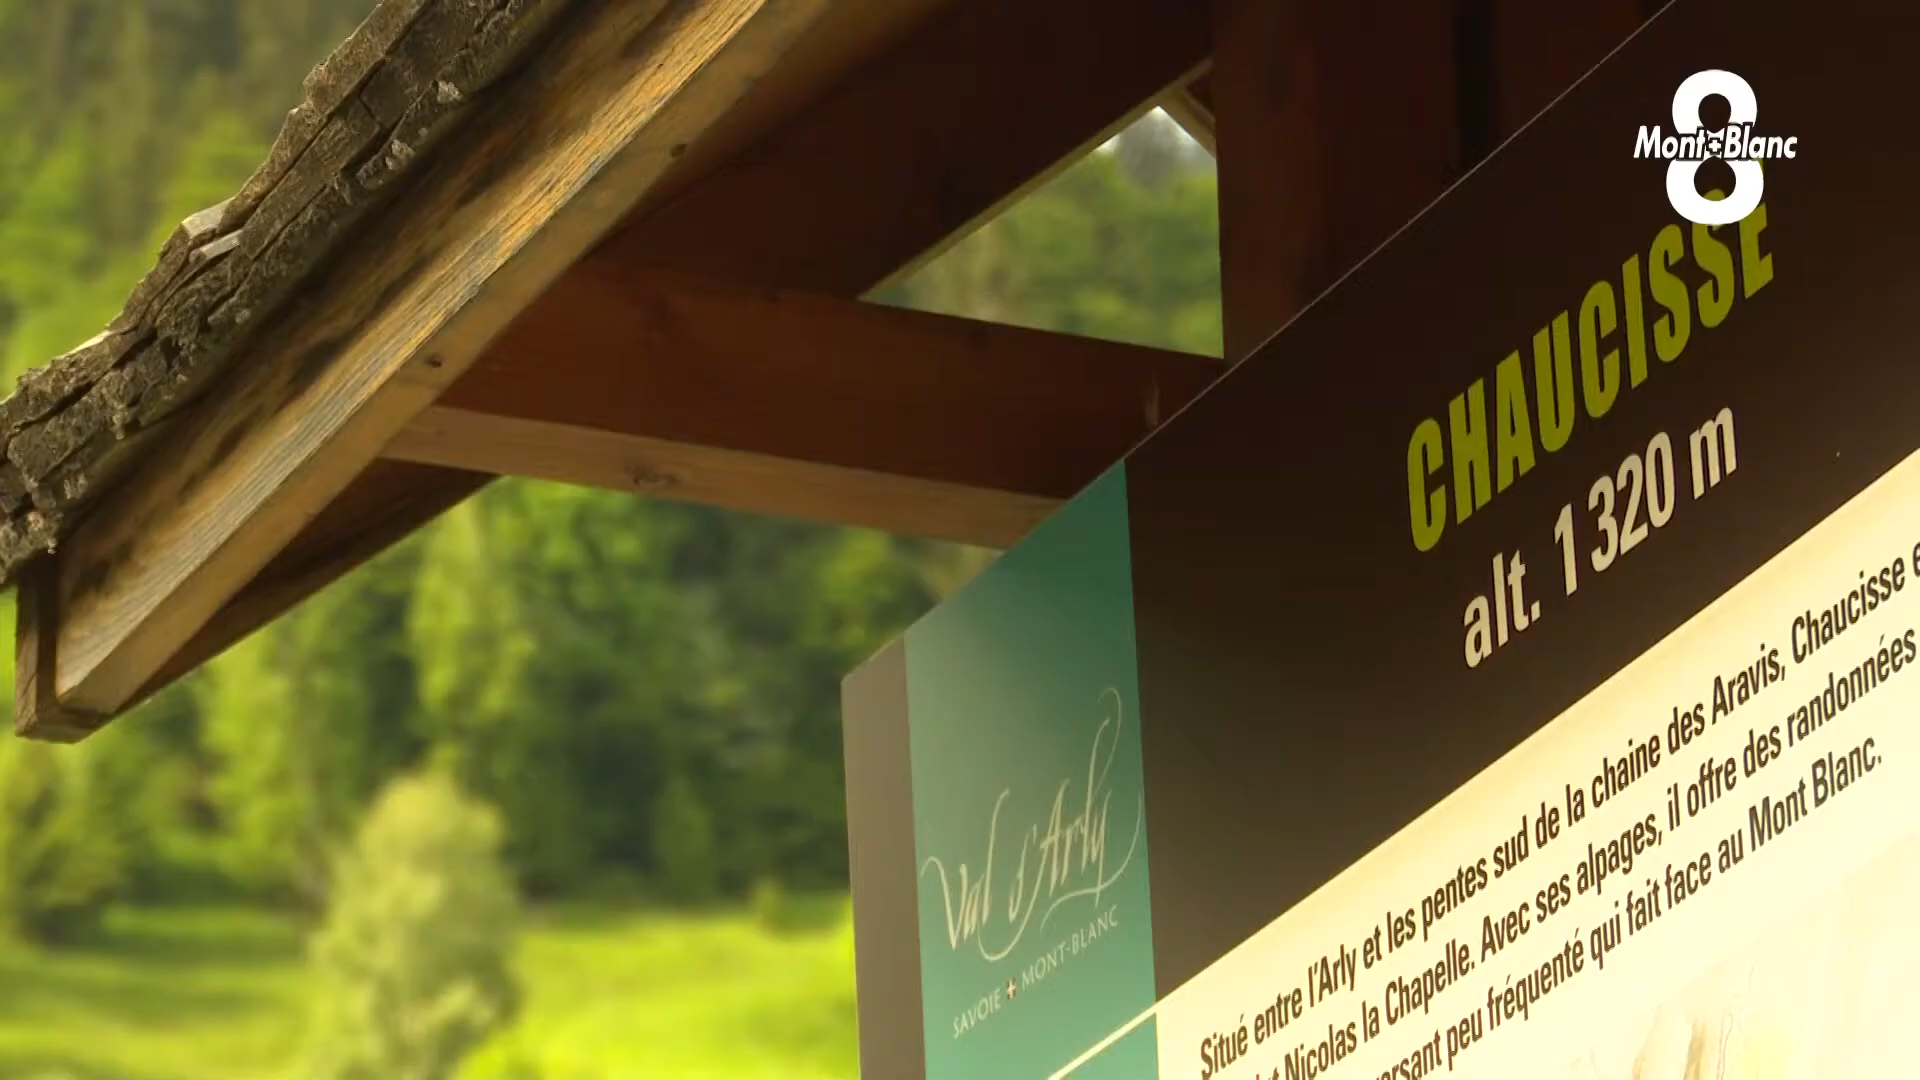 8
Mont Blanc
CHAUCISSE
alt. 1 320 m
Val d'Arly
SAVOIE + MONT-BLANC
Situé entre l'Arly et les pentes sud de la chaine des Aravis, Chaucisse
Nicolas la Chapelle. Avec ses alpages, il offre des randonnées
peu fréquenté qui fait face au Mont Blanc.